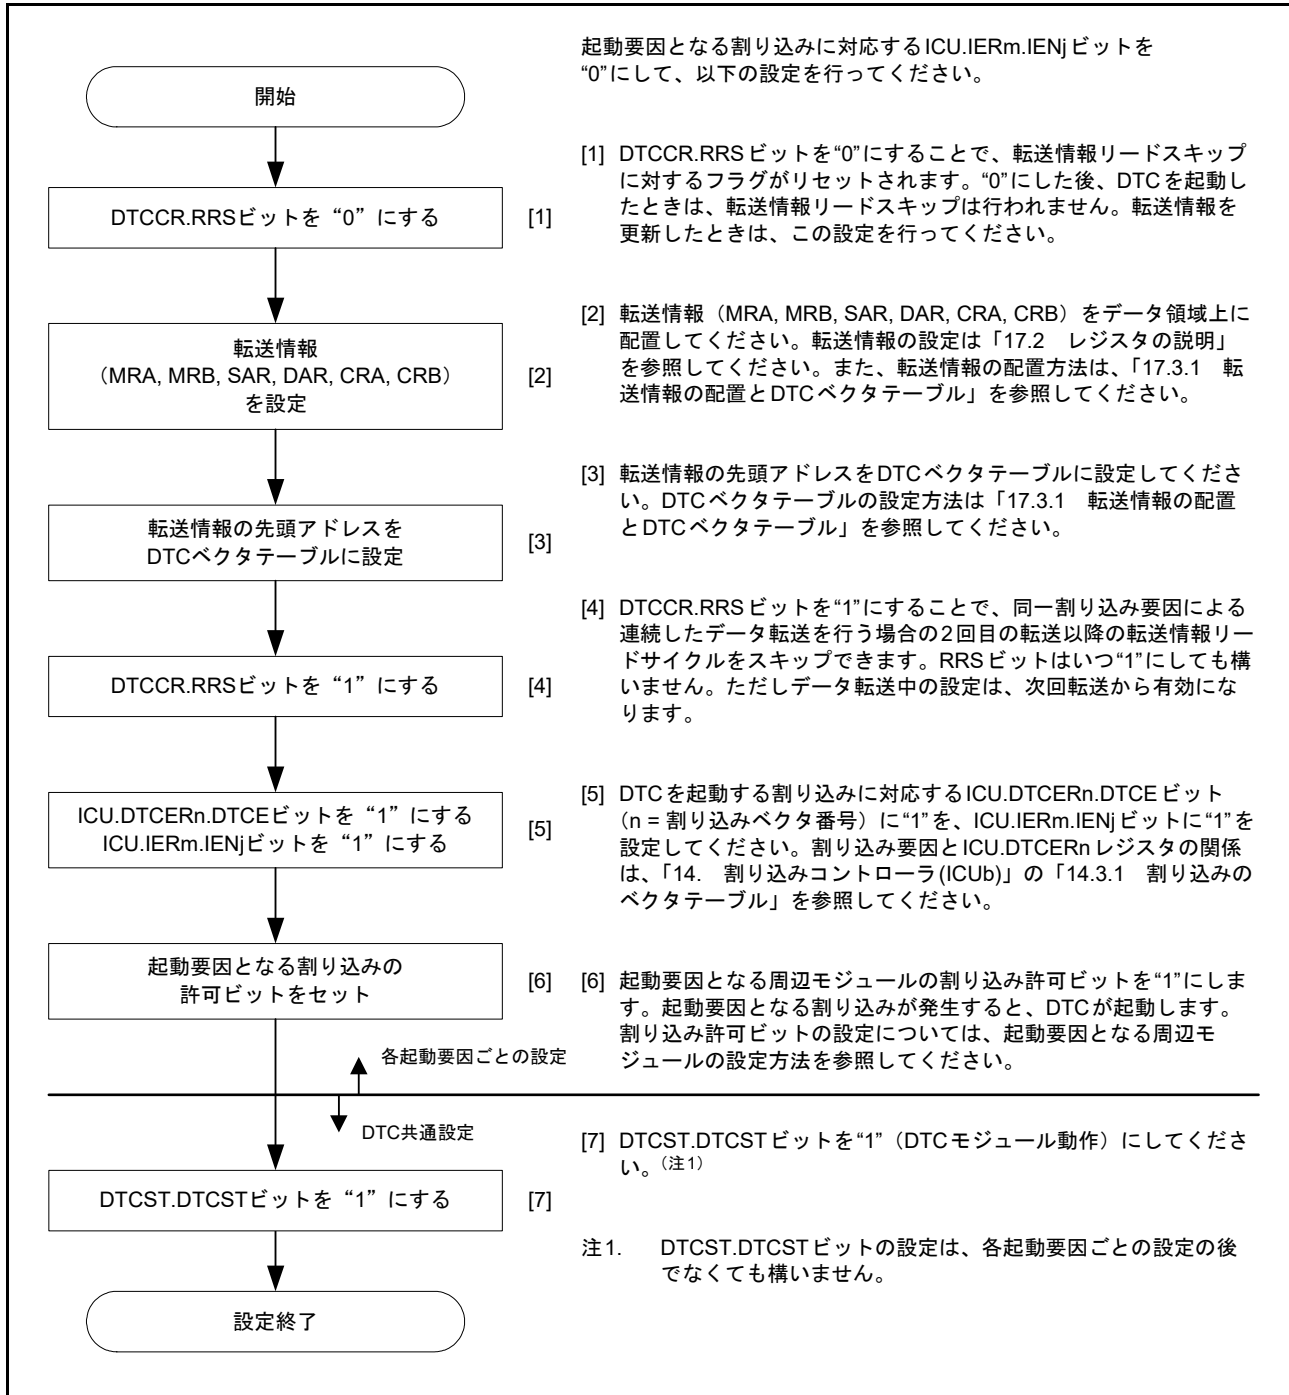 起動要因となる割り込みに対応するICU.IERm.IENjビットを
“0”にして、以下の設定を行ってください。
開始
[1] DTCCR.RRSビットを“0”にすることで、転送情報リードスキップ
に対するフラグがリセットされます。“0”にした後、DTCを起動し
たときは、転送情報リードスキップは行われません。転送情報を
更新したときは、この設定を行ってください。
DTCCR.RRSビットを“0”にする
[1]
[2] 転送情報（MRA, MRB, SAR, DAR, CRA, CRB）をデータ領域上に
配置してください。転送情報の設定は「17.2 レジスタの説明」
を参照してください。また、転送情報の配置方法は、「17.3.1 転
送情報の配置とDTCベクタテーブル」を参照してください。
転送情報
（MRA, MRB, SAR, DAR, CRA, CRB）
を設定
[2]
[3] 転送情報の先頭アドレスをDTCベクタテーブルに設定してくださ
い。DTCベクタテーブルの設定方法は「17.3.1 転送情報の配置
とDTCベクタテーブル」を参照してください。
転送情報の先頭アドレスを
DTCベクタテーブルに設定
[3]
[4] DTCCR.RRSビットを“1”にすることで、同一割り込み要因による
連続したデータ転送を行う場合の2回目の転送以降の転送情報リー
ドサイクルをスキップできます。RRSビットはいつ“1”にしても構
いません。ただしデータ転送中の設定は、次回転送から有効にな
ります。
DTCCR.RRSビットを“1”にする
[4]
[5] DTCを起動する割り込みに対応するICU.DTCERn.DTCEビット
（n = 割り込みベクタ番号）に“1”を、ICU.IERm.IENjビットに“1”を
設定してください。割り込み要因とICU.DTCERnレジスタの関係
は、「14. 割り込みコントローラ(ICUb)」の「14.3.1 割り込みの
ベクタテーブル」を参照してください。
ICU.DTCERn.DTCEビットを“1”にする
ICU.IERm.IENjビットを“1”にする
[5]
起動要因となる割り込みの
許可ビットをセット
[6]
[6] 起動要因となる周辺モジュールの割り込み許可ビットを“1”にしま
す。起動要因となる割り込みが発生すると、DTCが起動します。
割り込み許可ビットの設定については、起動要因となる周辺モ
ジュールの設定方法を参照してください。
各起動要因ごとの設定
DTC共通設定
[7] DTCST.DTCSTビットを“1”（DTCモジュール動作）にしてくださ
い。（注1）
DTCST.DTCSTビットを“1”にする
[7]
注1. DTCST.DTCSTビットの設定は、各起動要因ごとの設定の後
でなくても構いません。
設定終了